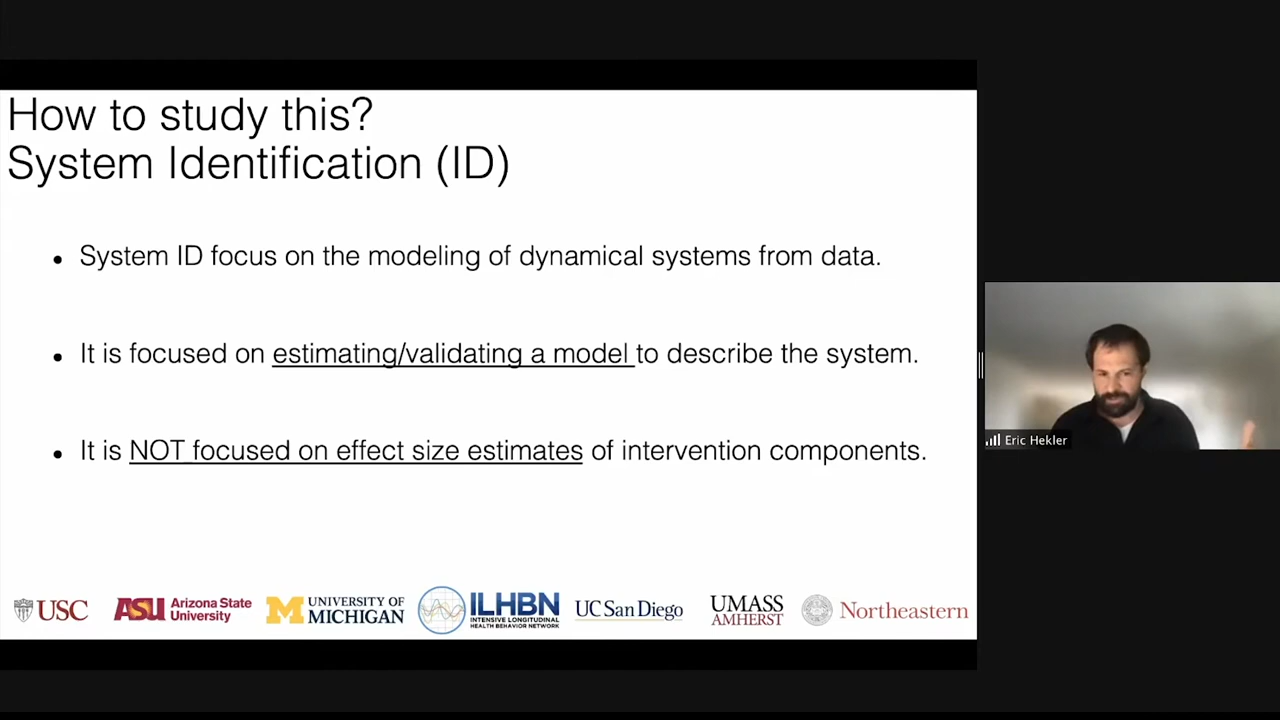 How to study this?
System Identification (ID)
• System ID focus on the modeling of dynamical systems from data.
• It is focused on estimating/validating a model to describe the system.
• It is NOT focused on effect size estimates of intervention components.
USC
ASU Arizona State
University
M UNIVERSITY OF
MICHIGAN
ILHBN
INTENSIVE LONGITUDINAL
HEALTH BEHAVIOR NETWORK
UC San Diego
UMASS
AMHERST
Northeastern
Eric Hekler